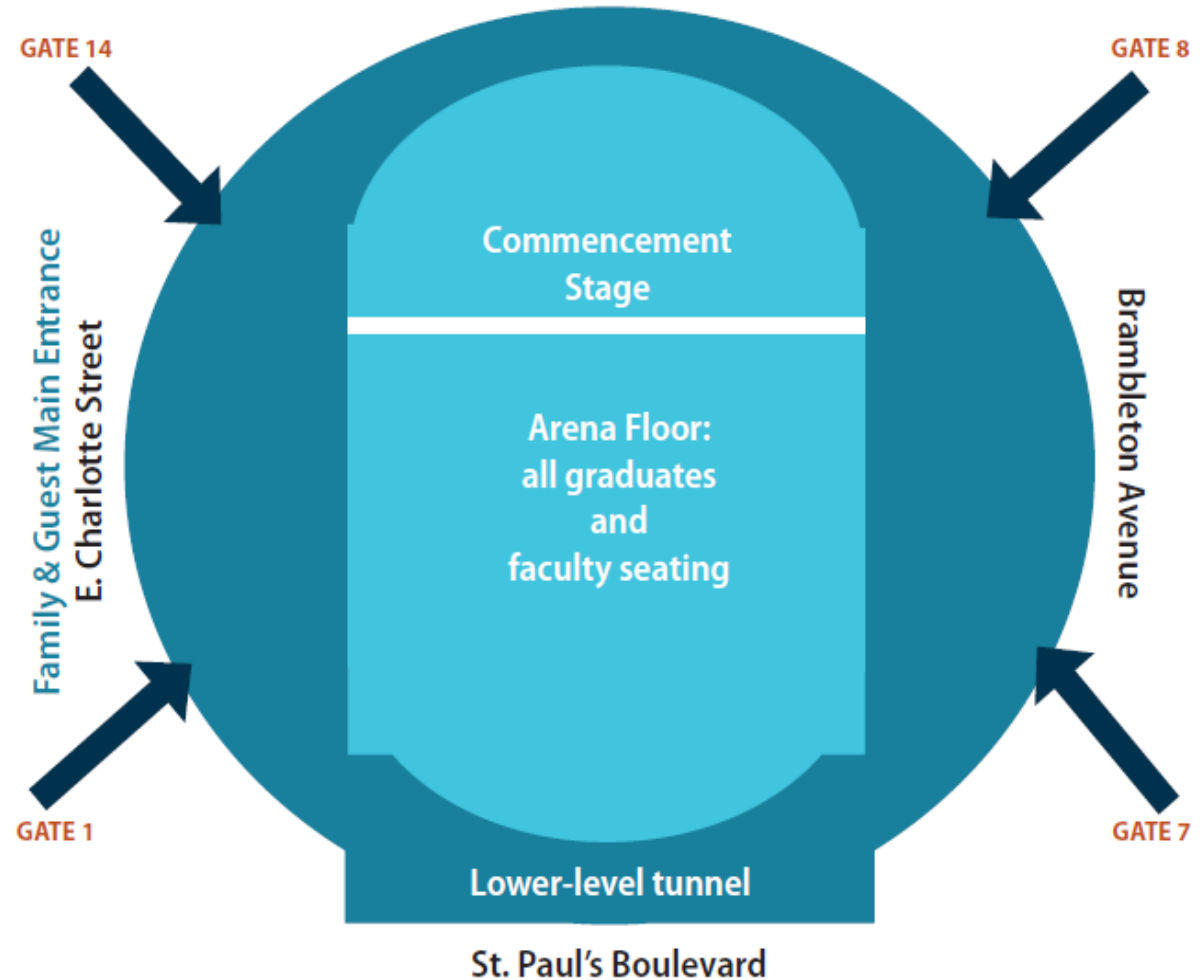 GATE 14
GATE 8
Commencement
Stage
Family & Guest Main Entrance
E. Charlotte Street
Brambleton Avenue
Arena Floor:
all graduates
and
faculty seating
GATE 1
GATE 7
Lower-level tunnel
St. Paul's Boulevard